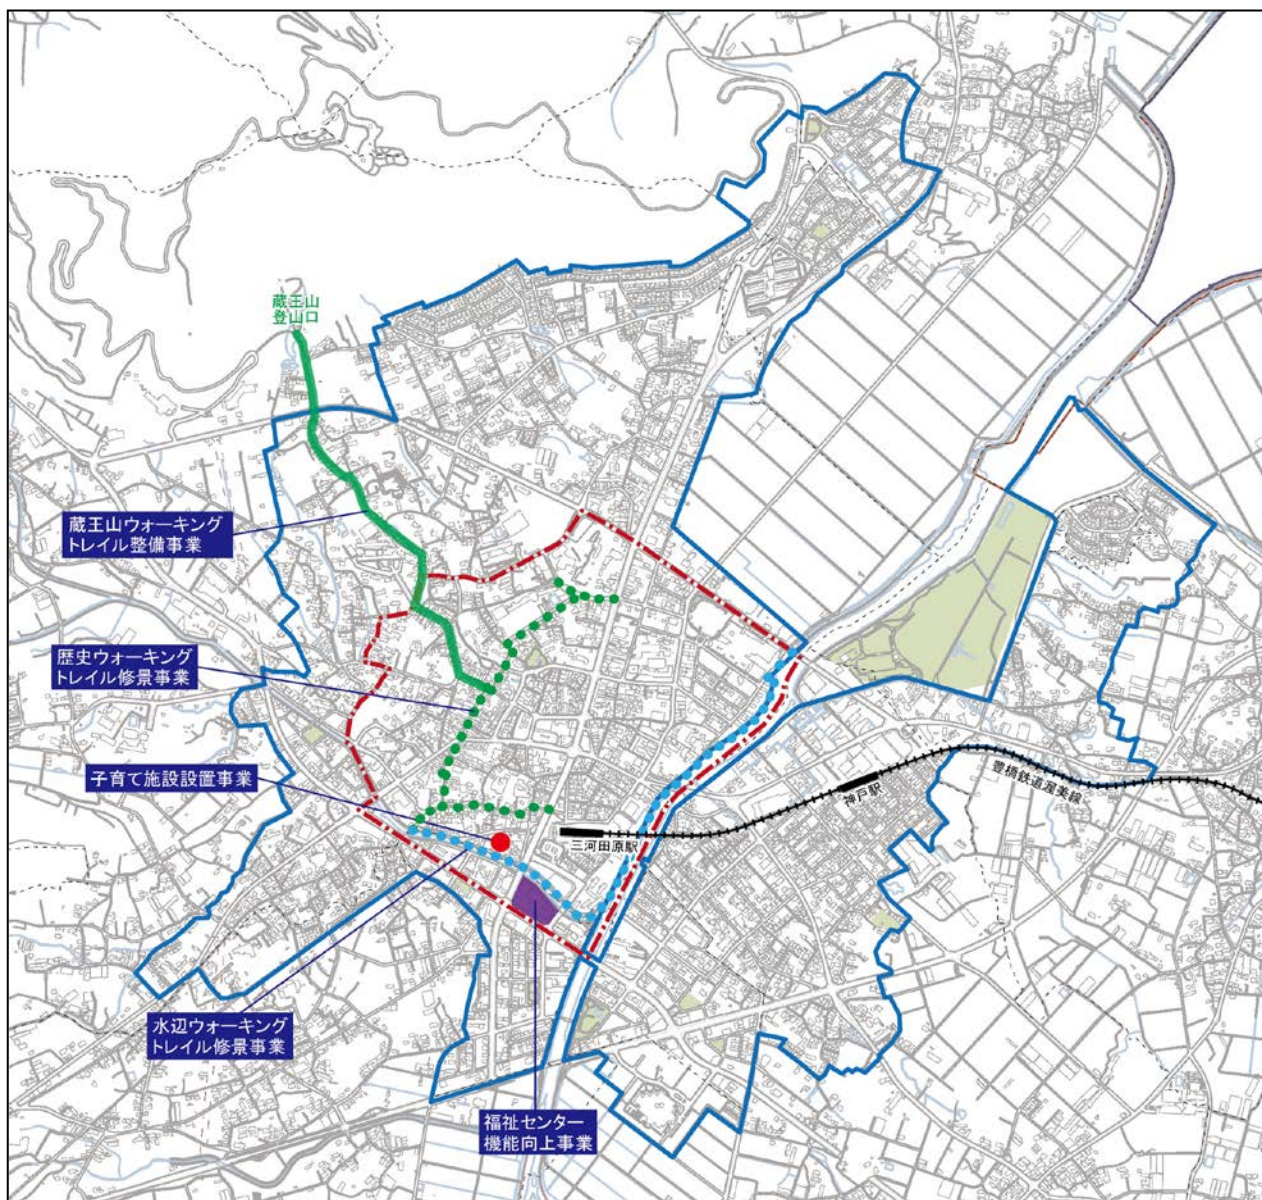 蔵王山
登山口
蔵王山ウォーキング
トレイル整備事業
歴史ウォーキング
トレイル修景事業
子育て施設設置事業
豊橋鉄道渥美線
神戸駅
三河田原駅
水辺ウォーキング
トレイル修景事業
福祉センター
機能向上事業